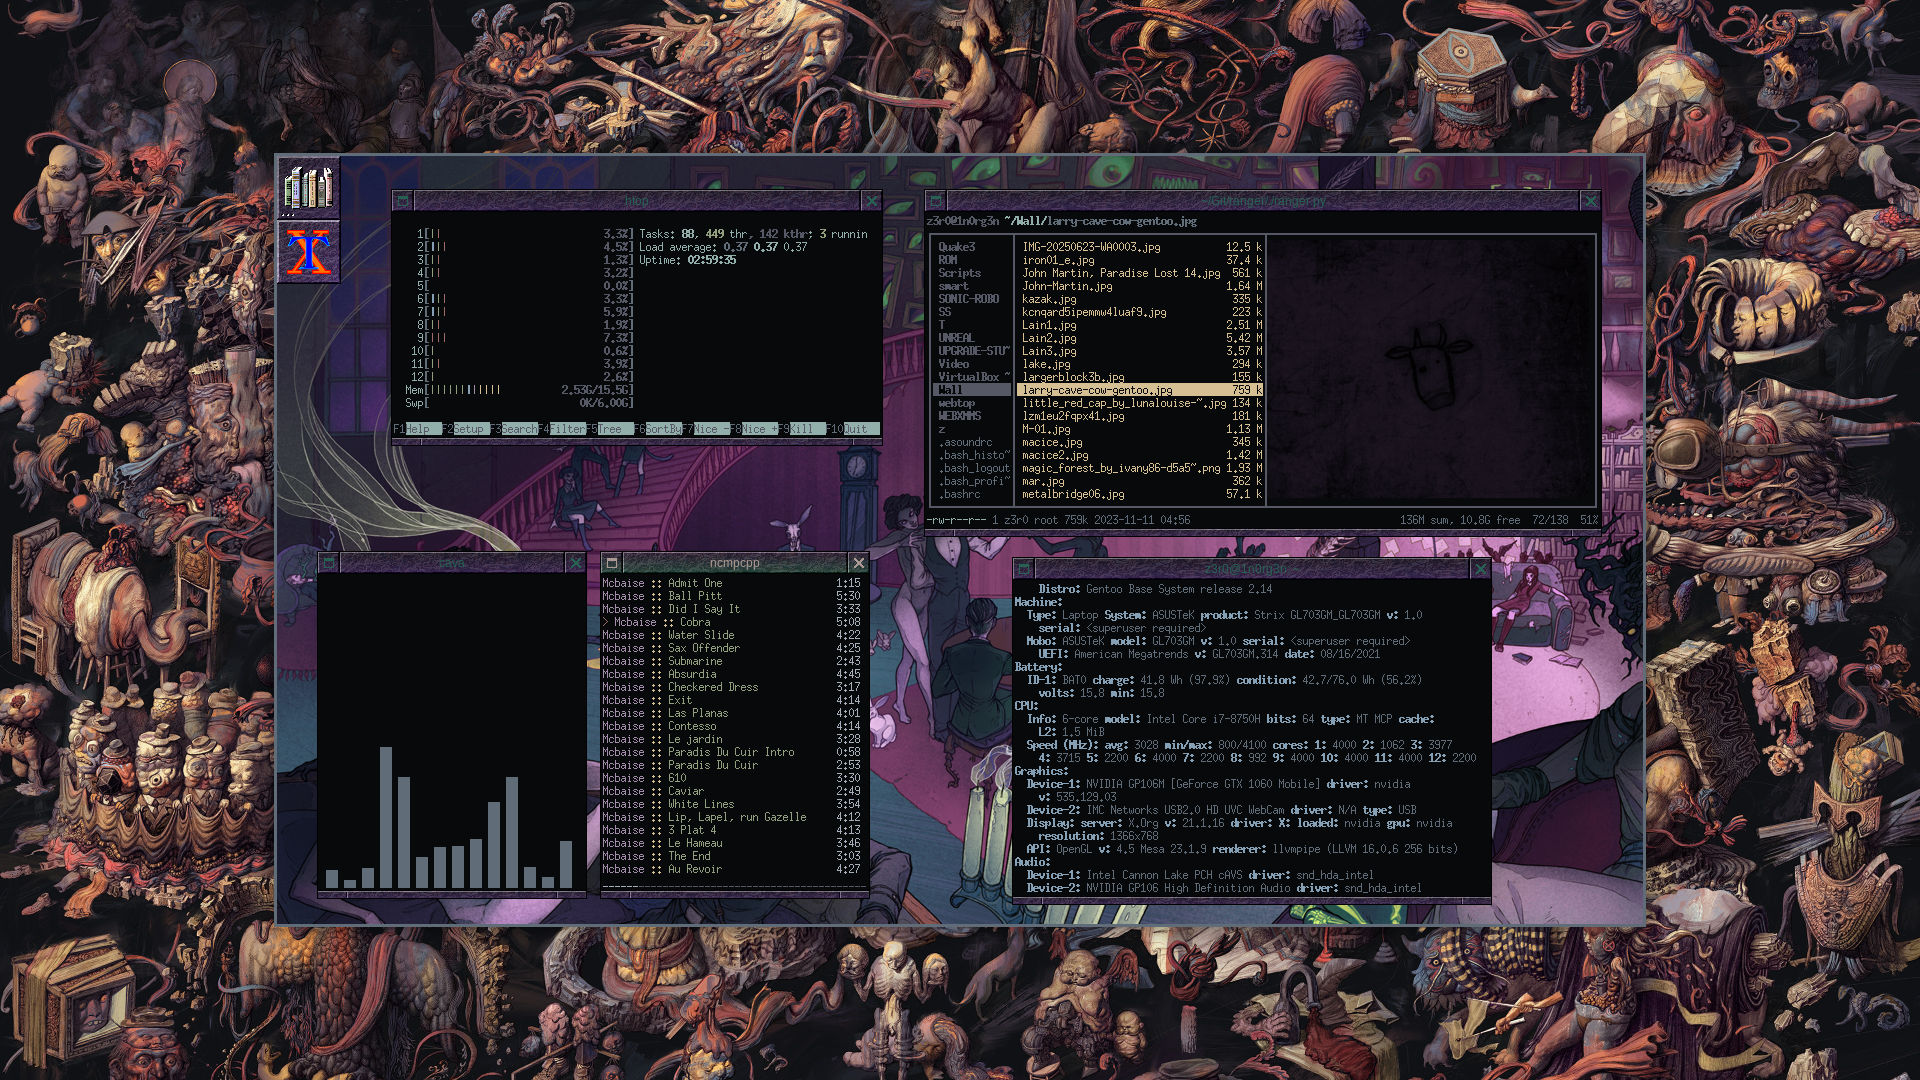 htop
1[|| 3.3%] Tasks: 88, 449 thr, 142 kthr; 3 runnin
2[||| 4.5%] Load average: 0.37 0.37 0.37
3[|| 1.3%] Uptime: 02:59:35
4[|| 3.2%]
5[ 0.0%]
6[||| 3.3%]
7[||| 5.9%]
8[|| 1.9%]
9[||| 7.3%]
10[| 0.6%]
11[|| 3.9%]
12[| 2.6%]
Mem[|||||||||||| 2.53G/15.5G]
Swp[ 0K/6.00G]
F1Help F2Setup F3SearchF4FilterF5Tree F6SortByF7Nice -F8Nice +F9Kill F10Quit
~/Git/ranger/ranger.py
z3r0@1n0rg3n ~/Wall/larry-cave-cow-gentoo.jpg
Quake3
ROM
Scripts
smart
SONIC-ROBO
SS
T
UNREAL
UPGRADE-STU~
Video
VirtualBox ~
Wall
webtop
WEBXMMS
z
.asoundrc
.bash_histo~
.bash_logout
.bash_profi~
.bashrc
IMG-20250623-WA0003.jpg 12.5 k
iron01_e.jpg 37.4 k
John Martin, Paradise Lost 14.jpg 561 k
John-Martin.jpg 1.64 M
kazak.jpg 335 k
kcnqard5ipemmw4luaf9.jpg 223 k
Lain1.jpg 2.51 M
Lain2.jpg 5.42 M
Lain3.jpg 3.57 M
lake.jpg 294 k
largerblock3b.jpg 155 k
larry-cave-cow-gentoo.jpg 759 k
little_red_cap_by_lunalouise-~.jpg 134 k
lzm1eu2fqpx41.jpg 181 k
M-01.jpg 1.13 M
macice.jpg 345 k
macice2.jpg 1.42 M
magic_forest_by_ivany86-d5a5~.png 1.93 M
mar.jpg 362 k
metalbridge06.jpg 57.1 k
-rw-r--r-- 1 z3r0 root 759k 2023-11-11 04:56 136M sum, 10.8G free 72/138 51%
cava
ncmpcpp
Mcbaise :: Admit One 1:15
Mcbaise :: Ball Pitt 5:30
Mcbaise :: Did I Say It 3:33
> Mcbaise :: Cobra 5:08
Mcbaise :: Water Slide 4:22
Mcbaise :: Sax Offender 4:25
Mcbaise :: Submarine 2:43
Mcbaise :: Absurdia 4:45
Mcbaise :: Checkered Dress 3:17
Mcbaise :: Exit 4:14
Mcbaise :: Las Planas 4:01
Mcbaise :: Contesso 4:14
Mcbaise :: Le jardin 3:28
Mcbaise :: Paradis Du Cuir Intro 0:58
Mcbaise :: Paradis Du Cuir 2:53
Mcbaise :: 610 3:30
Mcbaise :: Caviar 2:49
Mcbaise :: White Lines 3:54
Mcbaise :: Lip, Lapel, run Gazelle 4:12
Mcbaise :: 3 Plat 4 4:13
Mcbaise :: Le Hameau 3:46
Mcbaise :: The End 3:03
Mcbaise :: Au Revoir 4:27
z3r0@1n0rg3n
Distro: Gentoo Base System release 2.14
Machine:
Type: Laptop System: ASUSTeK product: Strix GL703GM_GL703GM v: 1.0
serial: <superuser required>
Mobo: ASUSTeK model: GL703GM v: 1.0 serial: <superuser required>
UEFI: American Megatrends v: GL703GM.314 date: 08/16/2021
Battery:
ID-1: BAT0 charge: 41.8 Wh (97.9%) condition: 42.7/76.0 Wh (56.2%)
volts: 15.8 min: 15.8
CPU:
Info: 6-core model: Intel Core i7-8750H bits: 64 type: MT MCP cache:
L2: 1.5 MiB
Speed (MHz): avg: 3028 min/max: 800/4100 cores: 1: 4000 2: 1062 3: 3977
4: 3715 5: 2200 6: 4000 7: 2200 8: 992 9: 4000 10: 4000 11: 4000 12: 2200
Graphics:
Device-1: NVIDIA GP106M [GeForce GTX 1060 Mobile] driver: nvidia
v: 535.129.03
Device-2: IMC Networks USB2.0 HD UVC WebCam driver: N/A type: USB
Display: server: X.Org v: 21.1.16 driver: X: loaded: nvidia gpu: nvidia
resolution: 1366x768
API: OpenGL v: 4.5 Mesa 23.1.9 renderer: llvmpipe (LLVM 16.0.6 256 bits)
Audio:
Device-1: Intel Cannon Lake PCH cAVS driver: snd_hda_intel
Device-2: NVIDIA GP106 High Definition Audio driver: snd_hda_intel